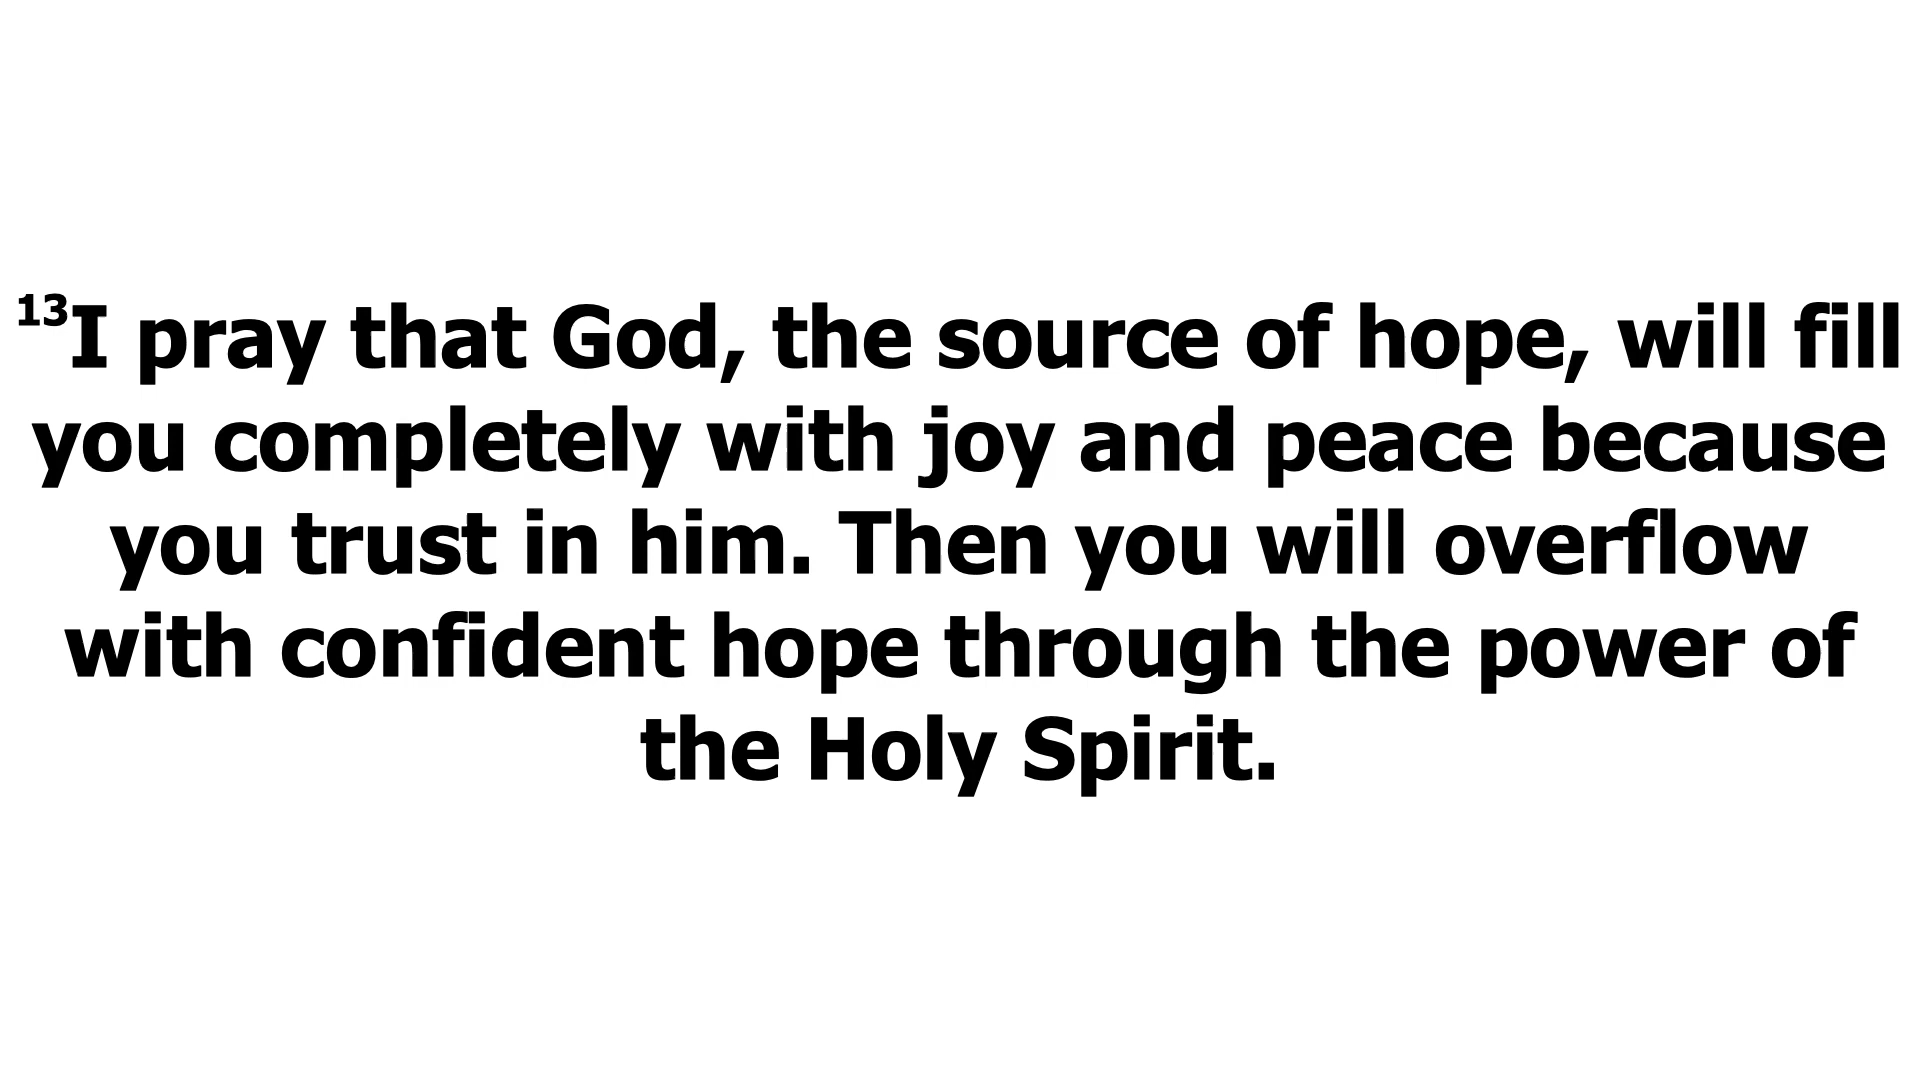 ¹³I pray that God, the source of hope, will fill
you completely with joy and peace because
you trust in him. Then you will overflow
with confident hope through the power of
the Holy Spirit.